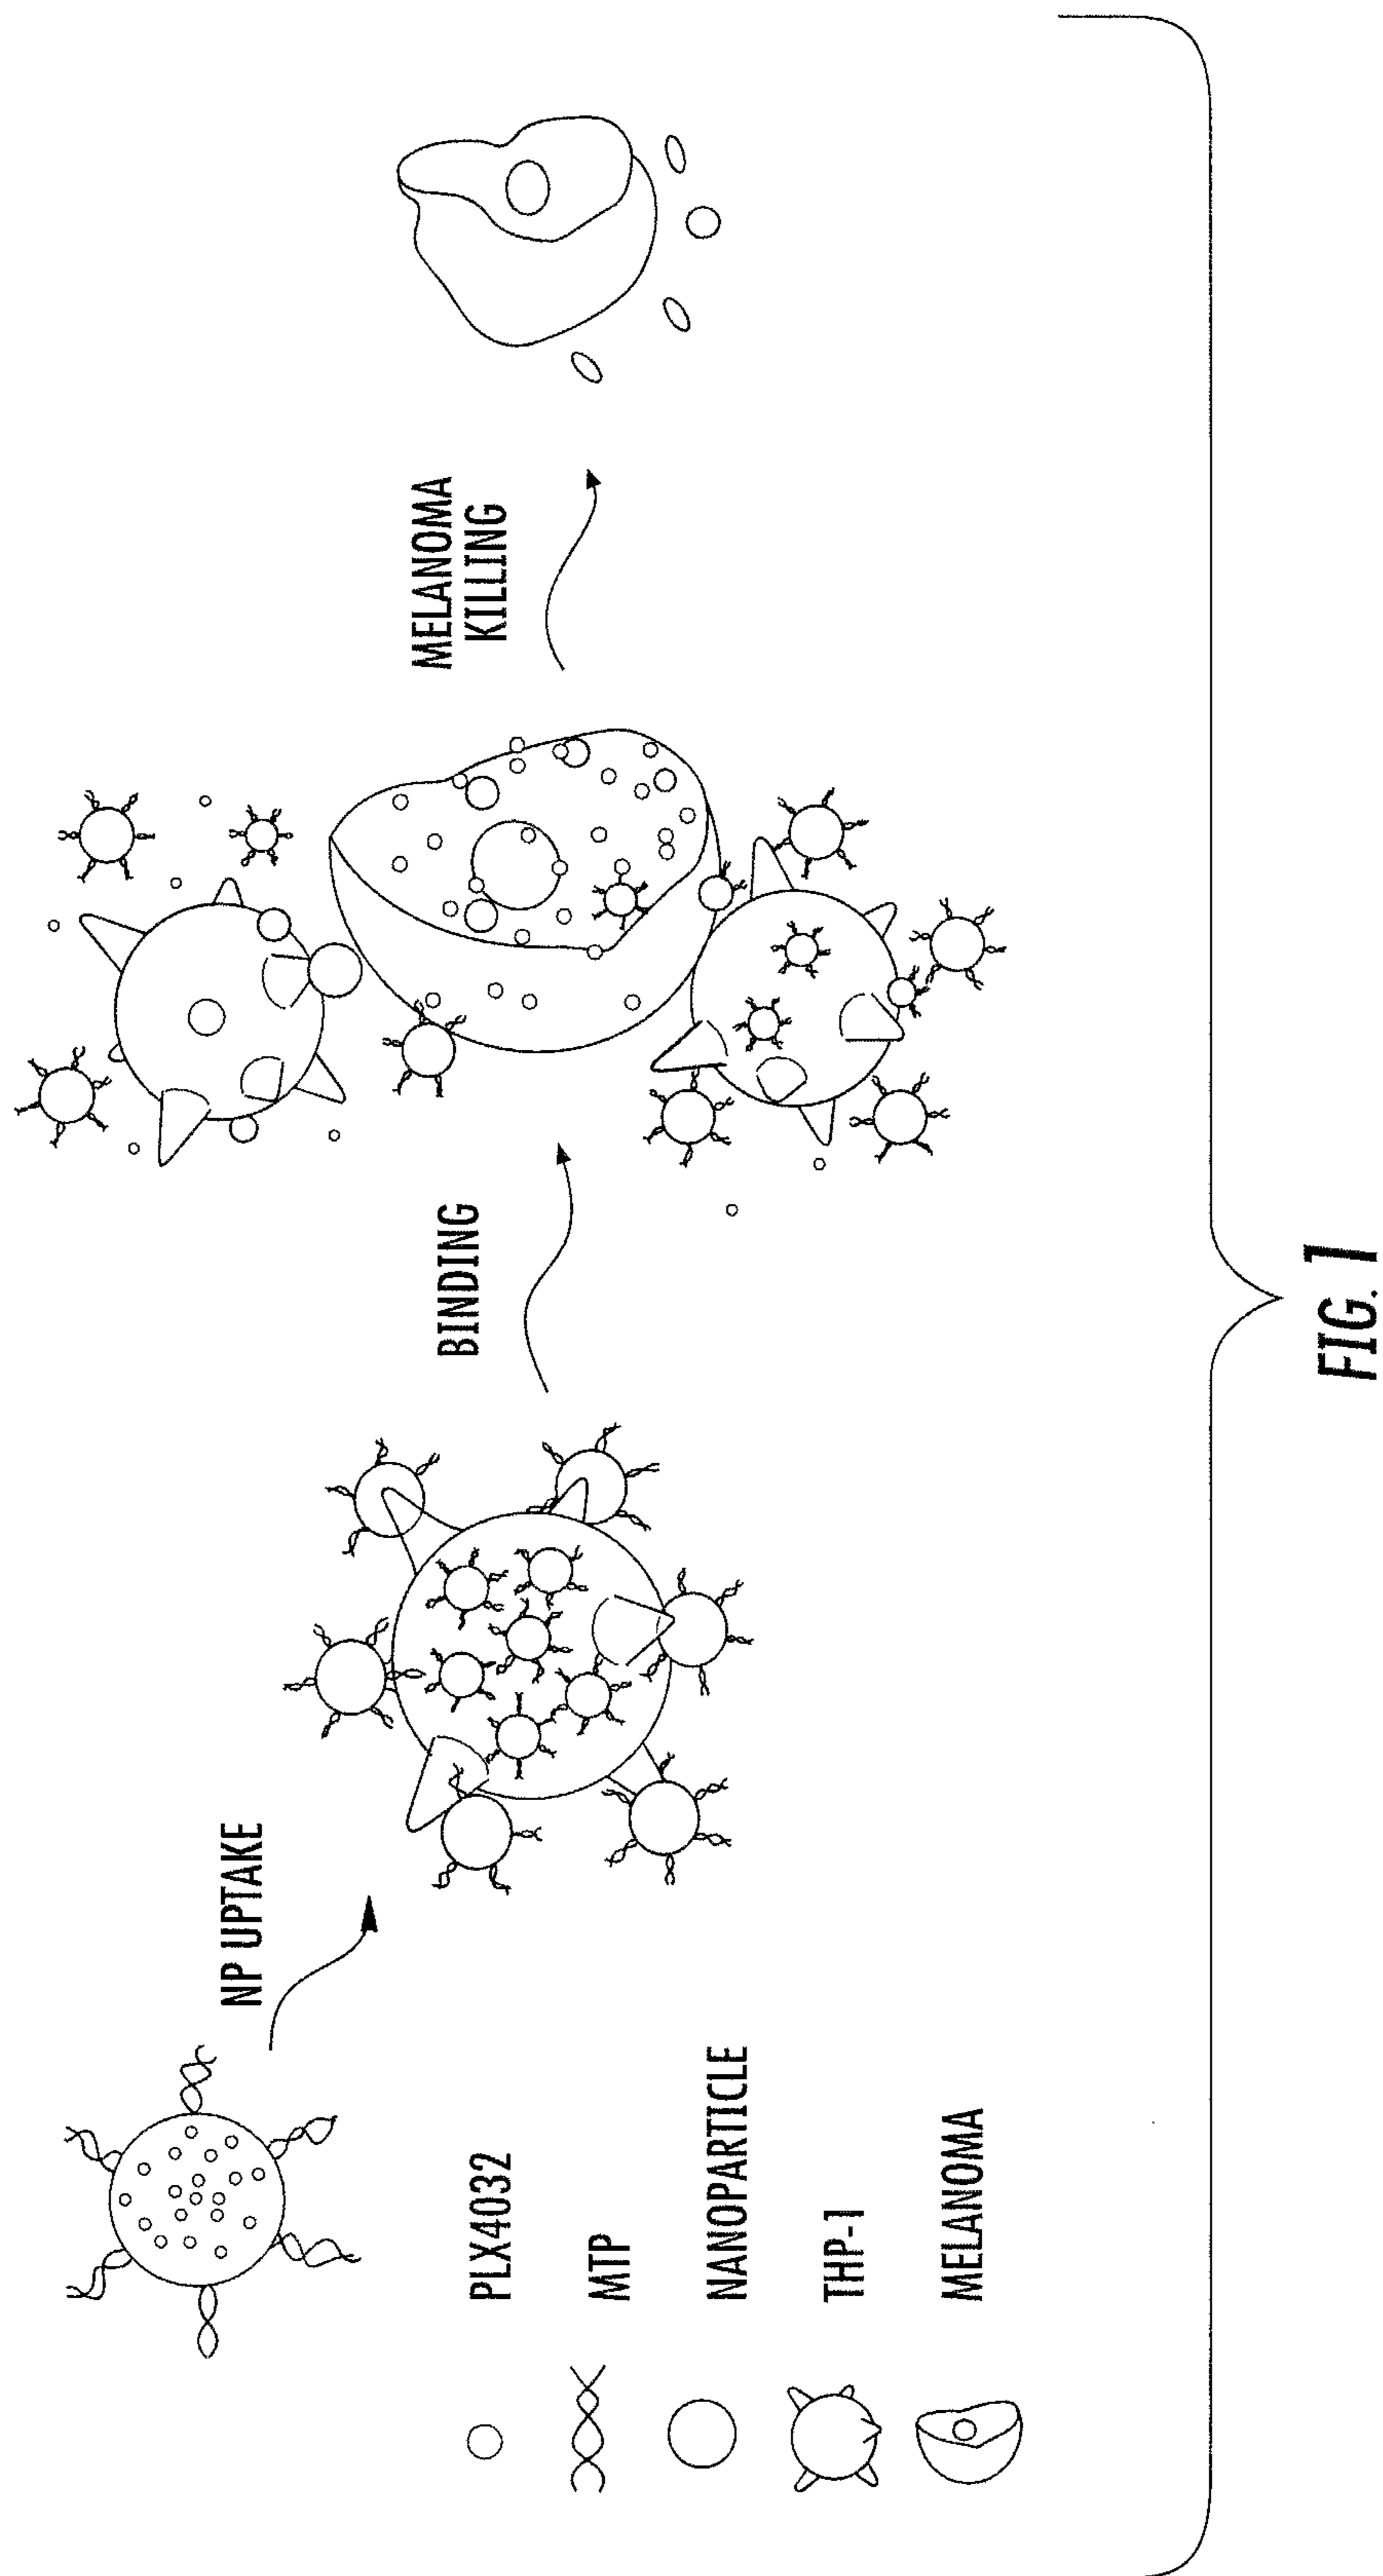 NP UPTAKE
BINDING
MELANOMA
KILLING
PLX4032
MTP
NANOPARTICLE
THP-1
MELANOMA
FIG. 1